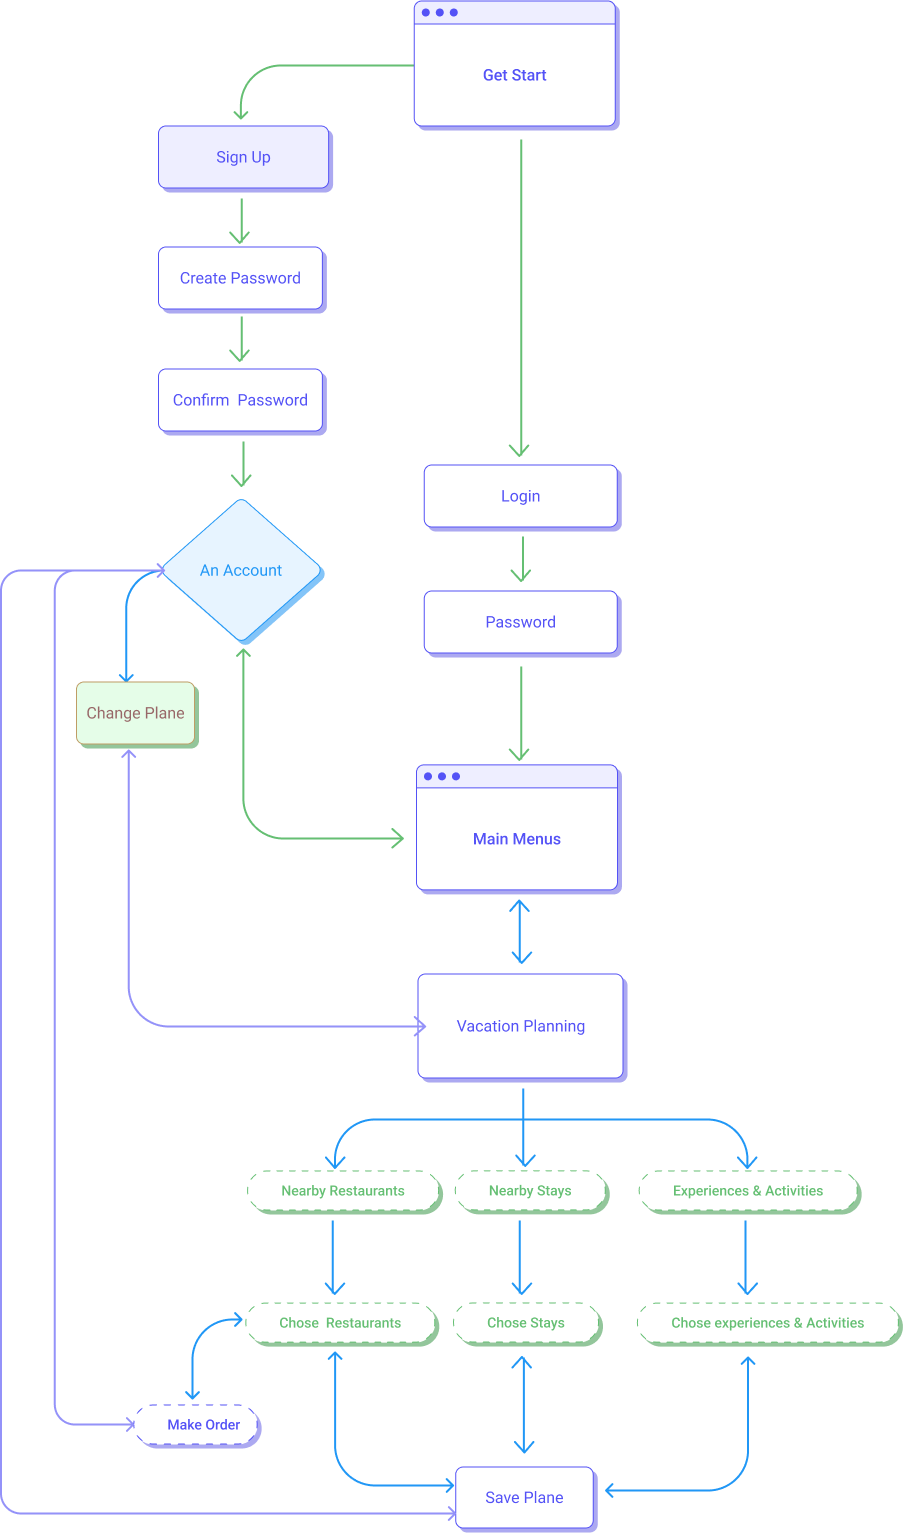 Get Start
Sign Up
Create Password
Confirm  Password
Login
An Account
Password
Change Plane
Main Menus
Vacation Planning
Nearby Restaurants
Nearby Stays
Experiences & Activities
Chose  Restaurants
Chose Stays
Chose experiences & Activities
Make Order
Save Plane